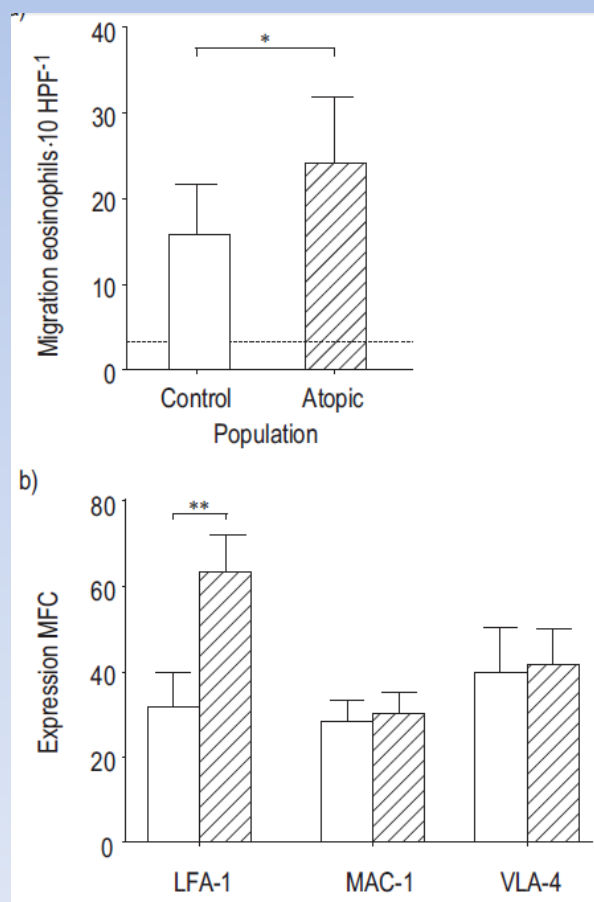 a)
40
*
30
20
10
0
Migration eosinophils·10 HPF-1
Control Atopic
Population
b)
80
**
60
40
20
0
Expression MFC
LFA-1 MAC-1 VLA-4